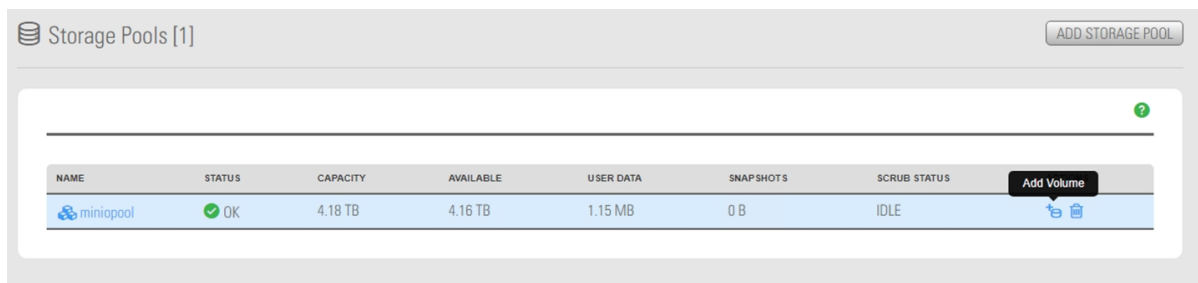 Storage Pools [1]
ADD STORAGE POOL
?
NAME STATUS CAPACITY AVAILABLE USER DATA SNAPSHOTS SCRUB STATUS
Add Volume
miniopool OK 4.18 TB 4.16 TB 1.15 MB 0 B IDLE